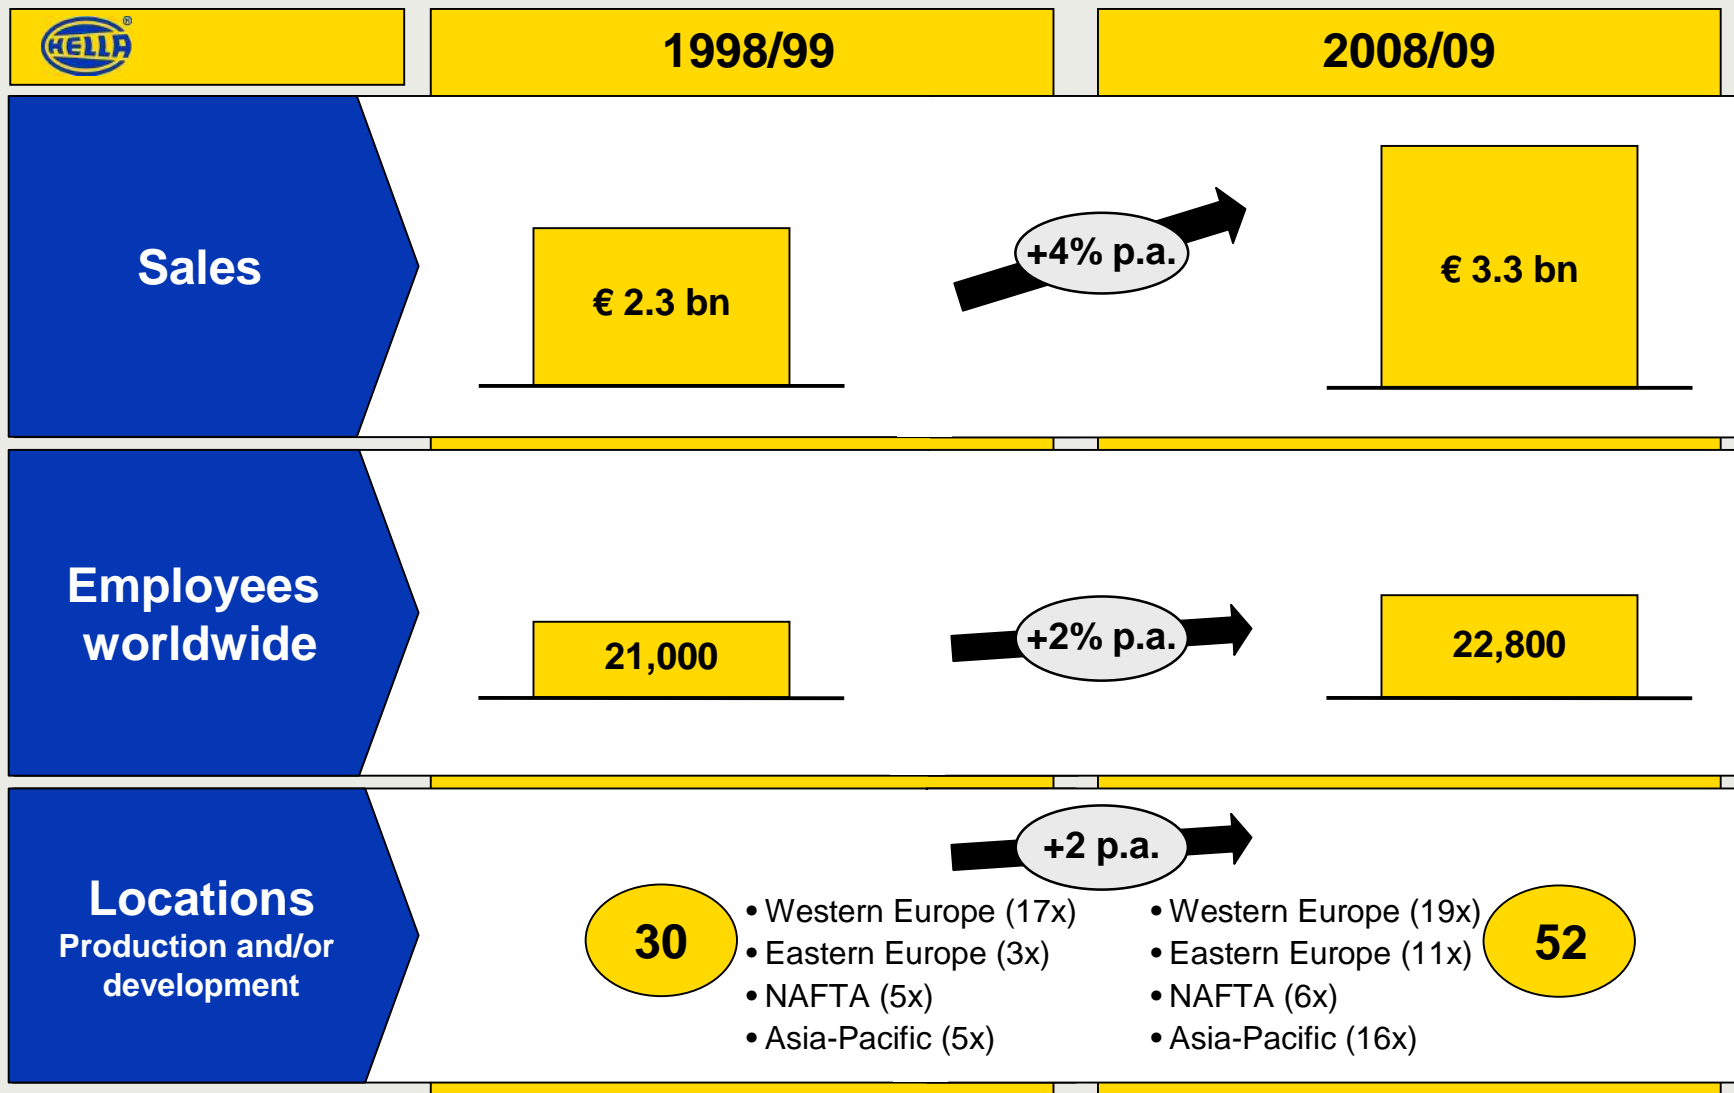 HELLA®
1998/99
2008/09
Sales
€ 2.3 bn
+4% p.a.
€ 3.3 bn
Employees
worldwide
21,000
+2% p.a.
22,800
Locations
Production and/or
development
+2 p.a.
30
• Western Europe (17x)
• Eastern Europe (3x)
• NAFTA (5x)
• Asia-Pacific (5x)
• Western Europe (19x)
• Eastern Europe (11x)
• NAFTA (6x)
• Asia-Pacific (16x)
52